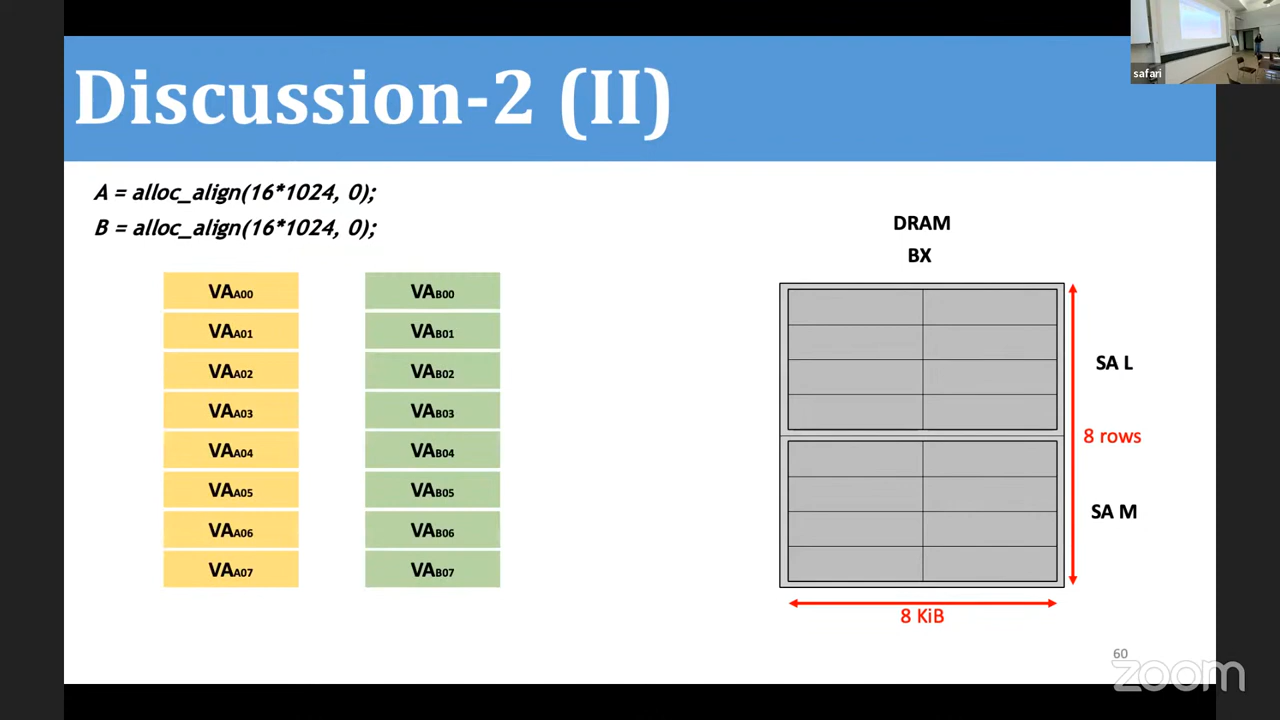 safari
Discussion-2 (II)
A = alloc_align(16*1024, 0);
B = alloc_align(16*1024, 0);
DRAM
BX
VAA00
VAB00
VAA01
VAB01
VAA02
VAB02
VAA03
VAB03
VAA04
VAB04
VAA05
VAB05
VAA06
VAB06
VAA07
VAB07
SA L
8 rows
SA M
8 KiB
60
zoom